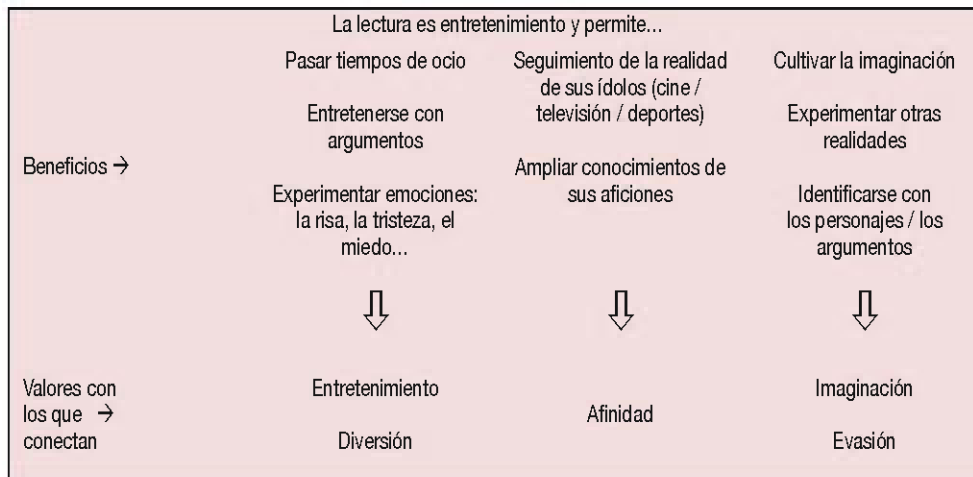 La lectura es entretenimiento y permite...
Pasar tiempos de ocio
Entretenerse con
argumentos
Experimentar emociones:
la risa, la tristeza, el
miedo...
Seguimiento de la realidad
de sus ídolos (cine /
televisión / deportes)
Ampliar conocimientos de
sus aficiones
Cultivar la imaginación
Experimentar otras
realidades
Identificarse con
los personajes / los
argumentos
Beneficios →
Valores con
los que →
conectan
Entretenimiento
Diversión
Afinidad
Imaginación
Evasión